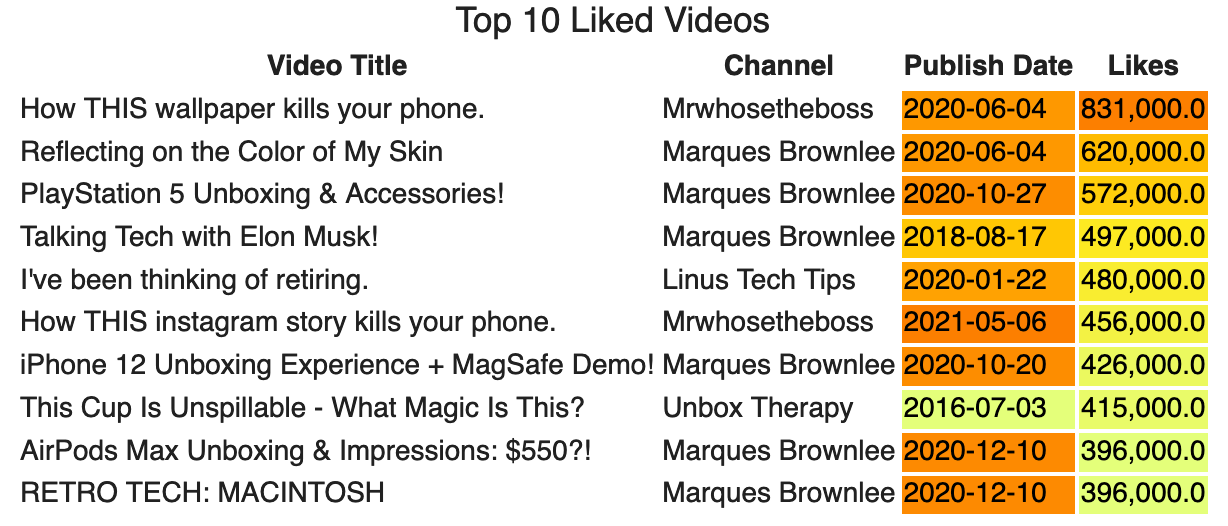 Top 10 Liked Videos
Video Title Channel Publish Date Likes
How THIS wallpaper kills your phone. Mrwhosetheboss 2020-06-04 831,000.0
Reflecting on the Color of My Skin Marques Brownlee 2020-06-04 620,000.0
PlayStation 5 Unboxing & Accessories! Marques Brownlee 2020-10-27 572,000.0
Talking Tech with Elon Musk! Marques Brownlee 2018-08-17 497,000.0
I've been thinking of retiring. Linus Tech Tips 2020-01-22 480,000.0
How THIS instagram story kills your phone. Mrwhosetheboss 2021-05-06 456,000.0
iPhone 12 Unboxing Experience + MagSafe Demo! Marques Brownlee 2020-10-20 426,000.0
This Cup Is Unspillable - What Magic Is This? Unbox Therapy 2016-07-03 415,000.0
AirPods Max Unboxing & Impressions: $550?! Marques Brownlee 2020-12-10 396,000.0
RETRO TECH: MACINTOSH Marques Brownlee 2020-12-10 396,000.0